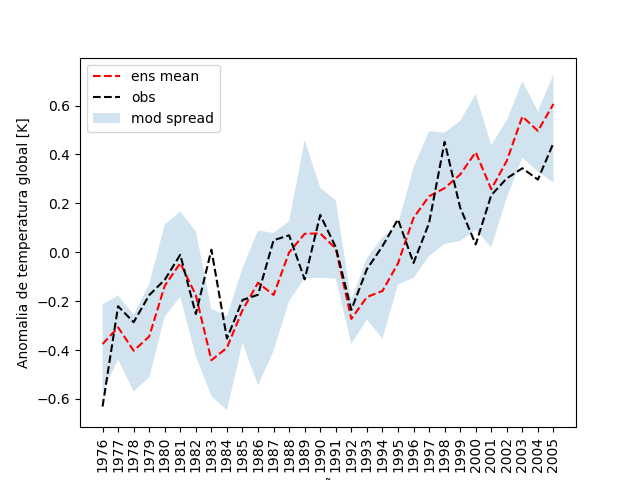 ens mean
obs
mod spread
Anomalia de temperatura global [K]
0.6
0.4
0.2
0.0
−0.2
−0.4
−0.6
1976 1977 1978 1979 1980 1981 1982 1983 1984 1985 1986 1987 1988 1989 1990 1991 1992 1993 1994 1995 1996 1997 1998 1999 2000 2001 2002 2003 2004 2005